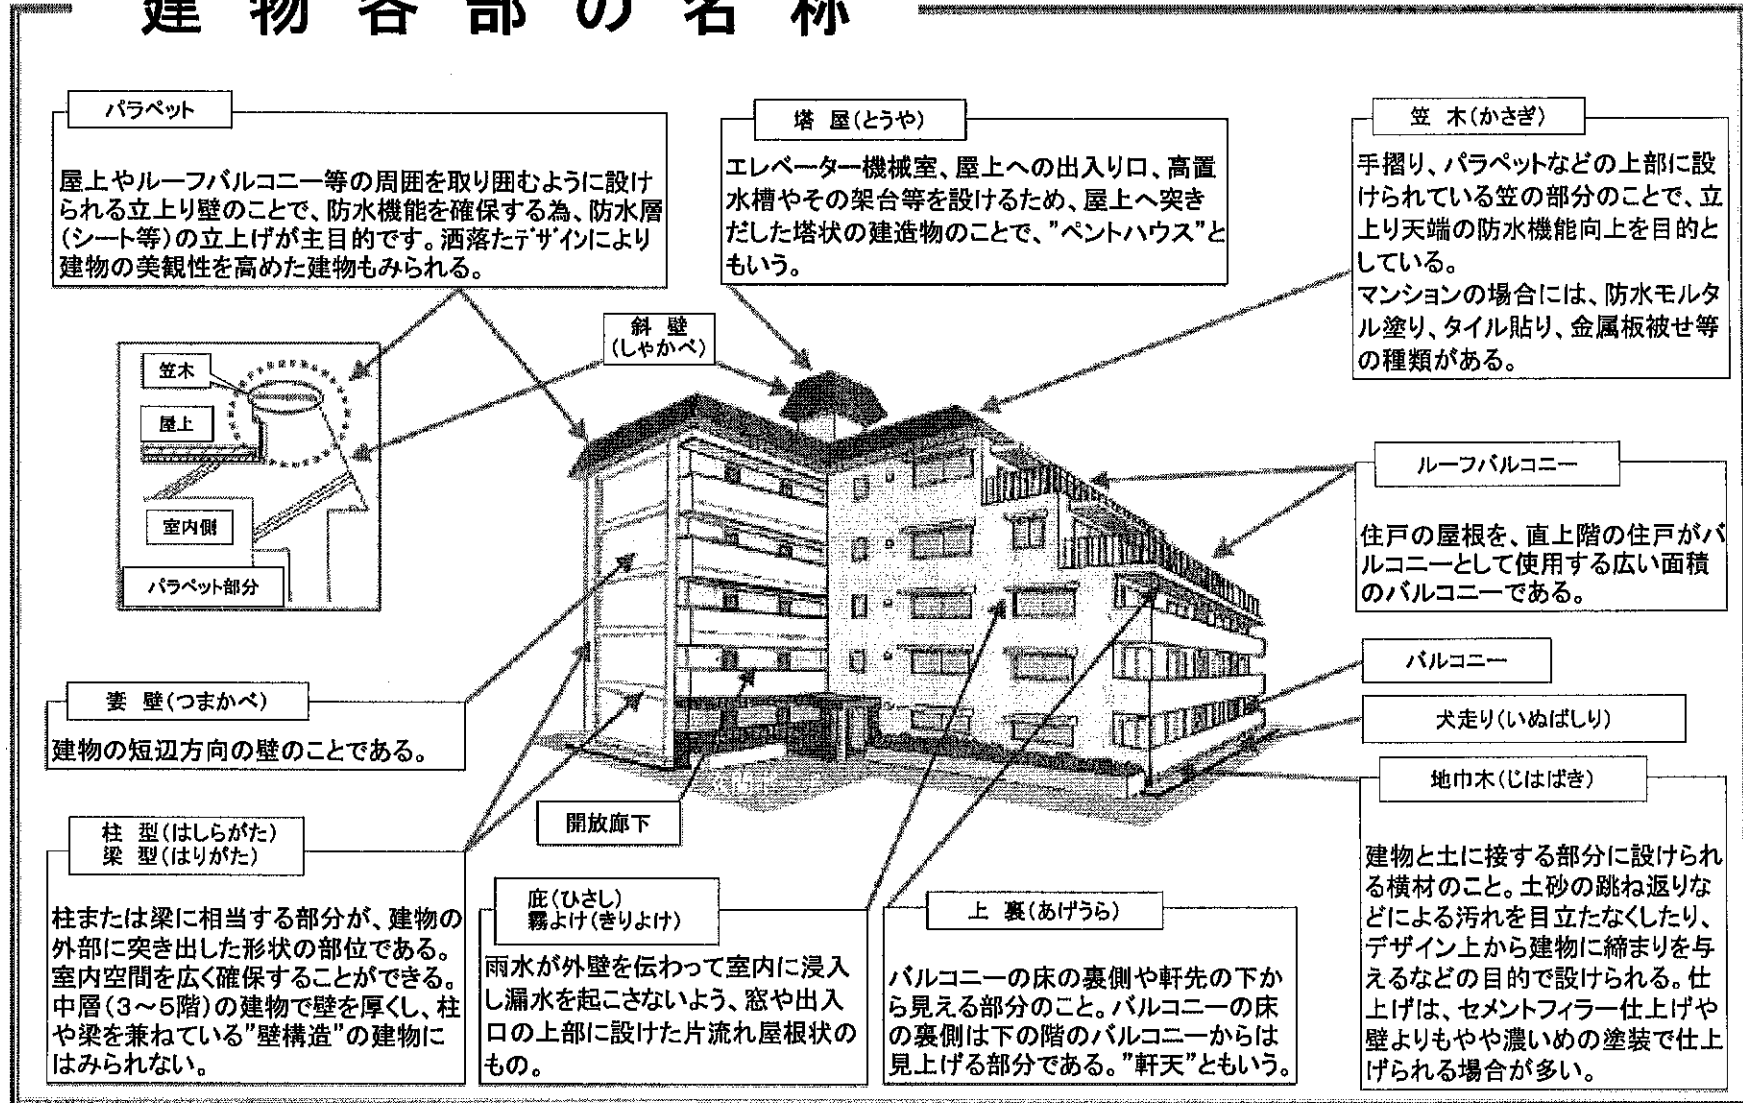 建物各部の名称
パラペット
屋上やルーフバルコニー等の周囲を取り囲むように設け
られる立上り壁のことで、防水機能を確保する為、防水層
(シート等)の立上げが主目的です。洒落たデザインにより
建物の美観性を高めた建物もみられる。
塔 屋(とうや)
エレベーター機械室、屋上への出入り口、高置
水槽やその架台等を設けるため、屋上へ突き
だした塔状の建造物のことで、”ペントハウス”と
もいう。
笠 木(かさぎ)
手摺り、パラペットなどの上部に設
けられている笠の部分のことで、立
上り天端の防水機能向上を目的と
している。
マンションの場合には、防水モルタ
ル塗り、タイル貼り、金属板被せ等
の種類がある。
斜 壁
(しゃかべ)
笠木
屋上
室内側
パラペット部分
ルーフバルコニー
住戸の屋根を、直上階の住戸がバ
ルコニーとして使用する広い面積
のバルコニーである。
バルコニー
犬走り(いぬばしり)
妻 壁(つまかべ)
建物の短辺方向の壁のことである。
開放廊下
柱 型(はしらがた)
梁 型(はりがた)
柱または梁に相当する部分が、建物の
外部に突き出した形状の部位である。
室内空間を広く確保することができる。
中層(3～5階)の建物で壁を厚くし、柱
や梁を兼ねている”壁構造”の建物に
はみられない。
庇(ひさし)
霧よけ(きりよけ)
雨水が外壁を伝わって室内に浸入
し漏水を起こさないよう、窓や出入
口の上部に設けた片流れ屋根状の
もの。
上 裏(あげうら)
バルコニーの床の裏側や軒先の下か
ら見える部分のこと。バルコニーの床
の裏側は下の階のバルコニーからは
見上げる部分である。”軒天”ともいう。
地巾木(じはばき)
建物と土に接する部分に設けられ
る横材のこと。土砂の跳ね返りな
どによる汚れを目立たなくしたり、
デザイン上から建物に締まりを与
えるなどの目的で設けられる。仕
上げは、セメントフィラー仕上げや
壁よりもやや濃いめの塗装で仕上
げられる場合が多い。